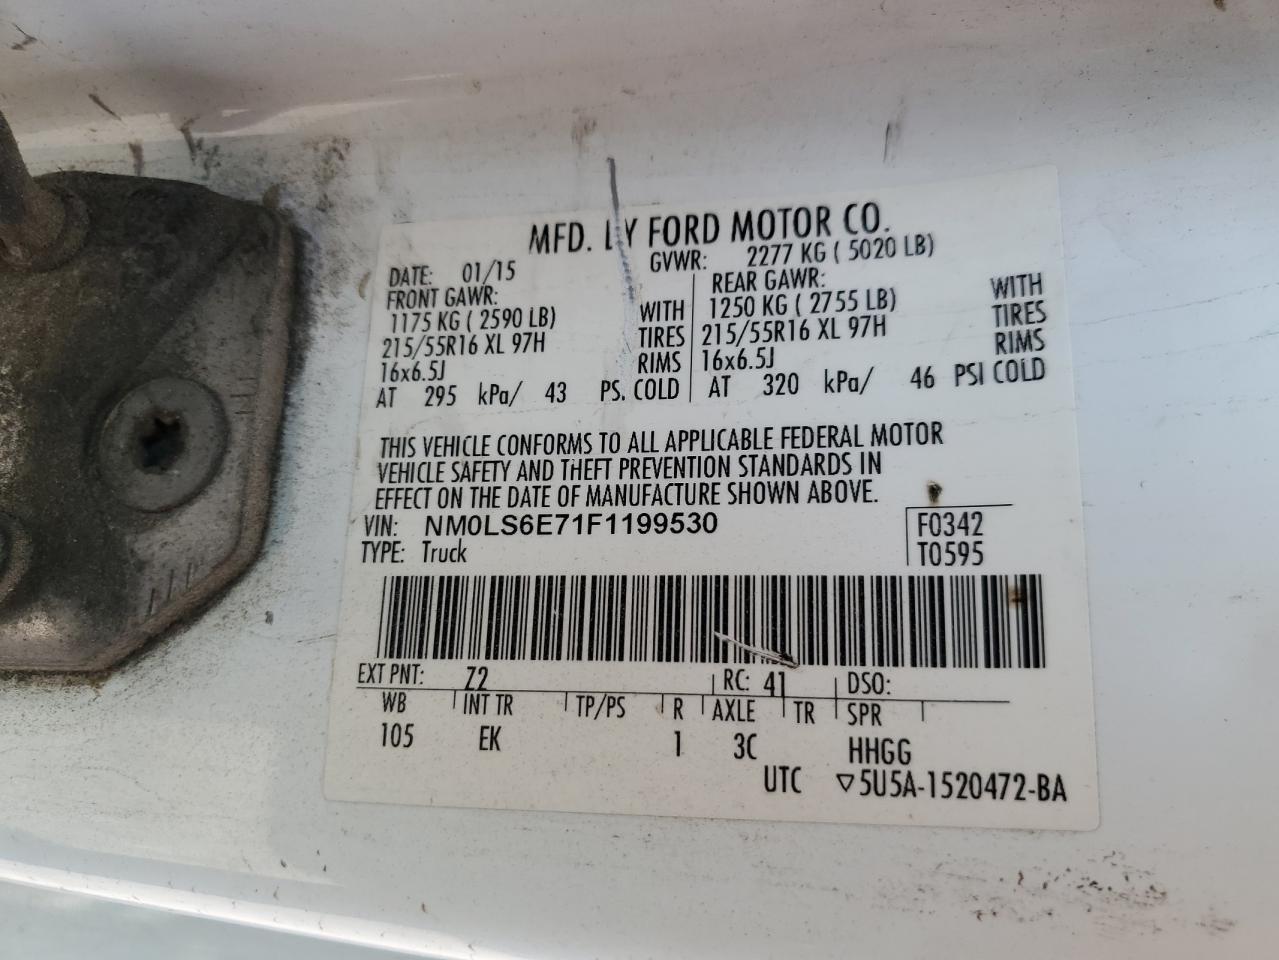 MFD. BY FORD MOTOR CO.
DATE: 01/15 GVWR: 2277 KG ( 5020 LB)
FRONT GAWR: REAR GAWR:
1175 KG ( 2590 LB) WITH 1250 KG ( 2755 LB) WITH
215/55R16 XL 97H TIRES 215/55R16 XL 97H TIRES
16x6.5J RIMS 16x6.5J RIMS
AT 295 kPa/ 43 PS. COLD AT 320 kPa/ 46 PSI COLD
THIS VEHICLE CONFORMS TO ALL APPLICABLE FEDERAL MOTOR
VEHICLE SAFETY AND THEFT PREVENTION STANDARDS IN
EFFECT ON THE DATE OF MANUFACTURE SHOWN ABOVE.
VIN: NM0LS6E71F1199530 F0342
TYPE: Truck T0595
EXT PNT: Z2 RC: 41 DSO:
WB INT TR TP/PS R AXLE TR SPR
105 EK 1 3C HHGG
UTC ▽5U5A-1520472-BA